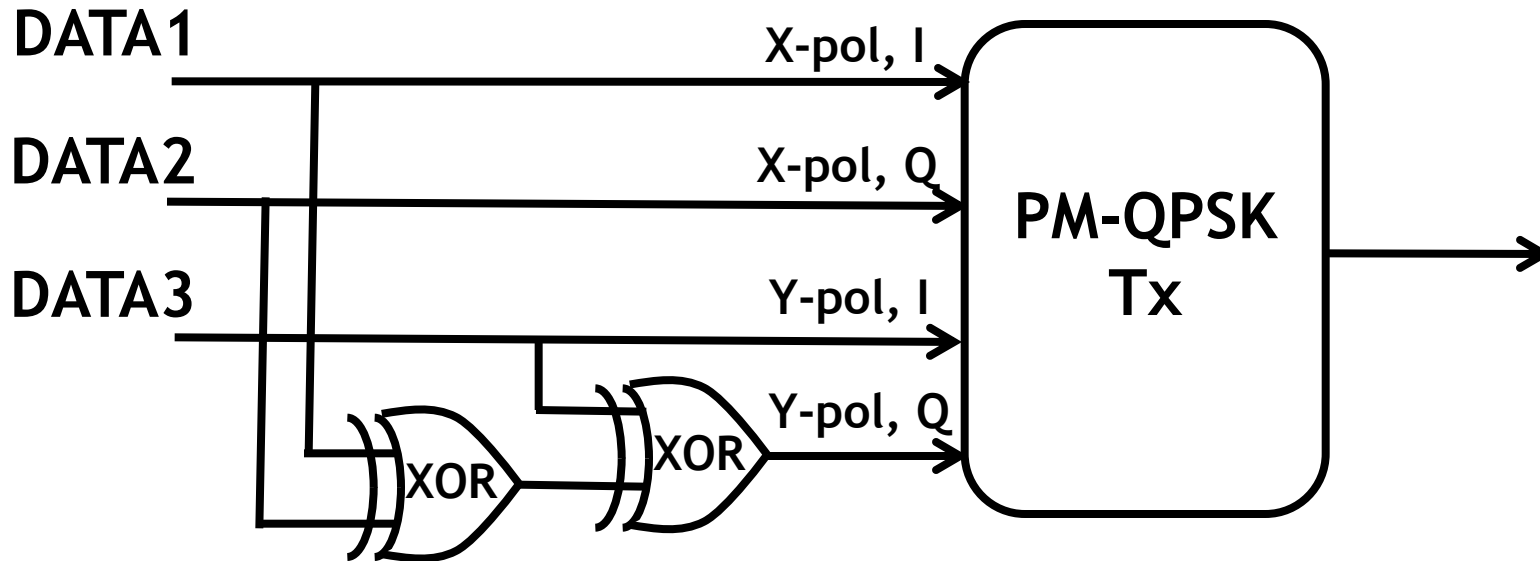 DATA1
X-pol, I
DATA2
X-pol, Q
PM-QPSK
Tx
DATA3
Y-pol, I
Y-pol, Q
XOR
XOR